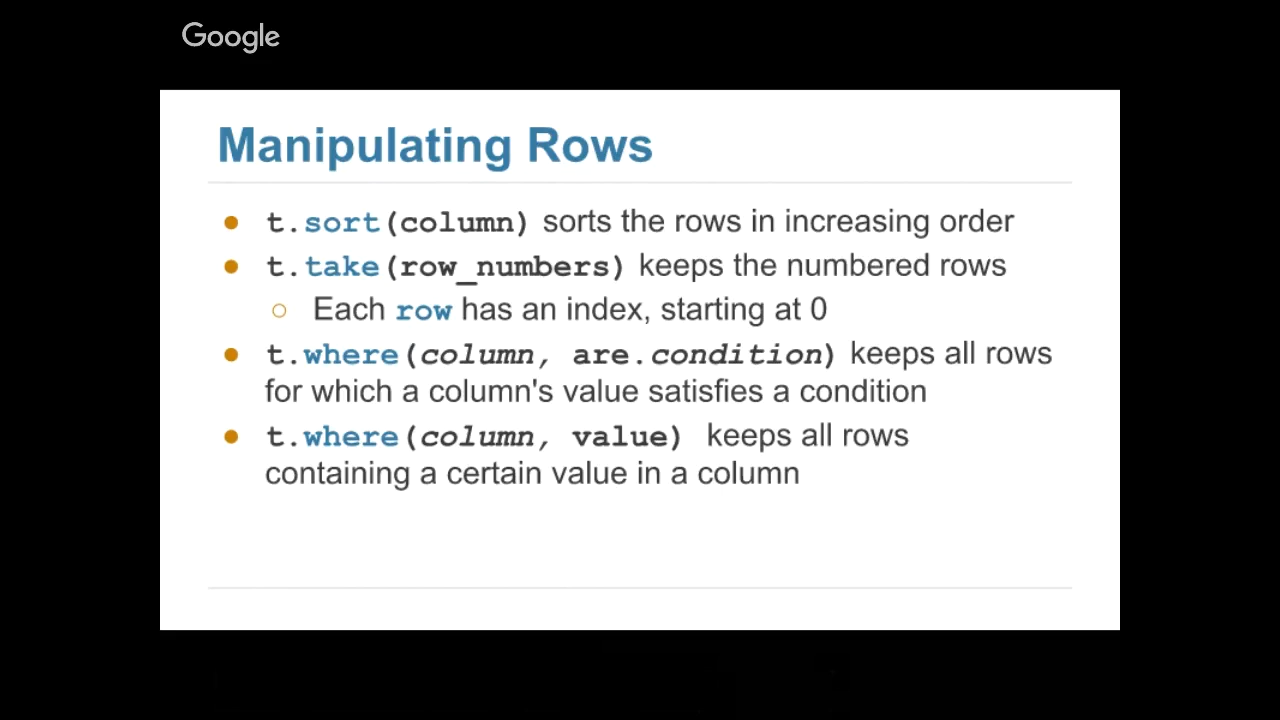 Google
Manipulating Rows
● t.sort(column) sorts the rows in increasing order
● t.take(row_numbers) keeps the numbered rows
○ Each row has an index, starting at 0
● t.where(column, are.condition) keeps all rows
for which a column's value satisfies a condition
● t.where(column, value) keeps all rows
containing a certain value in a column